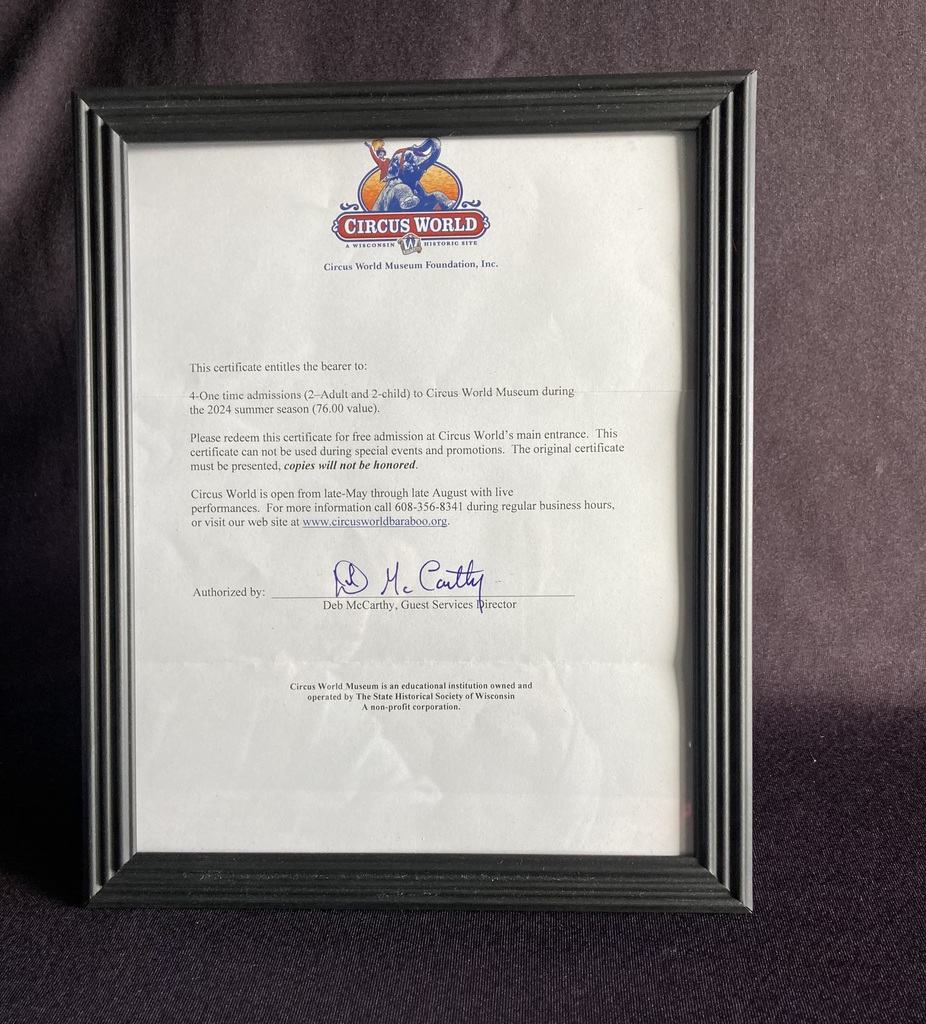 CIRCUS WORLD
A WISCONSIN W HISTORIC SITE
Circus World Museum Foundation, Inc.
This certificate entitles the bearer to:
4-One time admissions (2–Adult and 2-child) to Circus World Museum during
the 2024 summer season (76.00 value).
Please redeem this certificate for free admission at Circus World's main entrance. This
certificate can not be used during special events and promotions. The original certificate
must be presented, copies will not be honored.
Circus World is open from late-May through late August with live
performances. For more information call 608-356-8341 during regular business hours,
or visit our web site at www.circusworldbaraboo.org.
Authorized by: Deb McCarthy
Deb McCarthy, Guest Services Director
Circus World Museum is an educational institution owned and
operated by The State Historical Society of Wisconsin
A non-profit corporation.